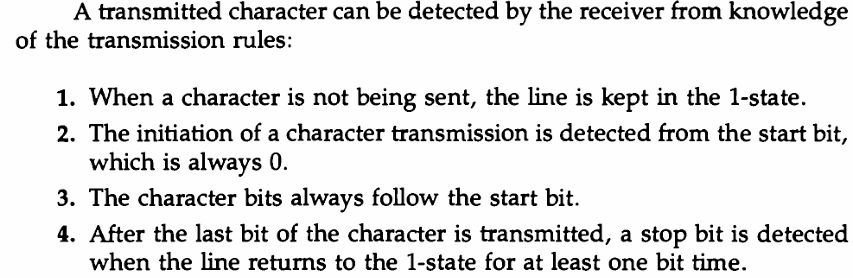 A transmitted character can be detected by the receiver from knowledge
of the transmission rules:
1. When a character is not being sent, the line is kept in the 1-state.
2. The initiation of a character transmission is detected from the start bit,
which is always 0.
3. The character bits always follow the start bit.
4. After the last bit of the character is transmitted, a stop bit is detected
when the line returns to the 1-state for at least one bit time.